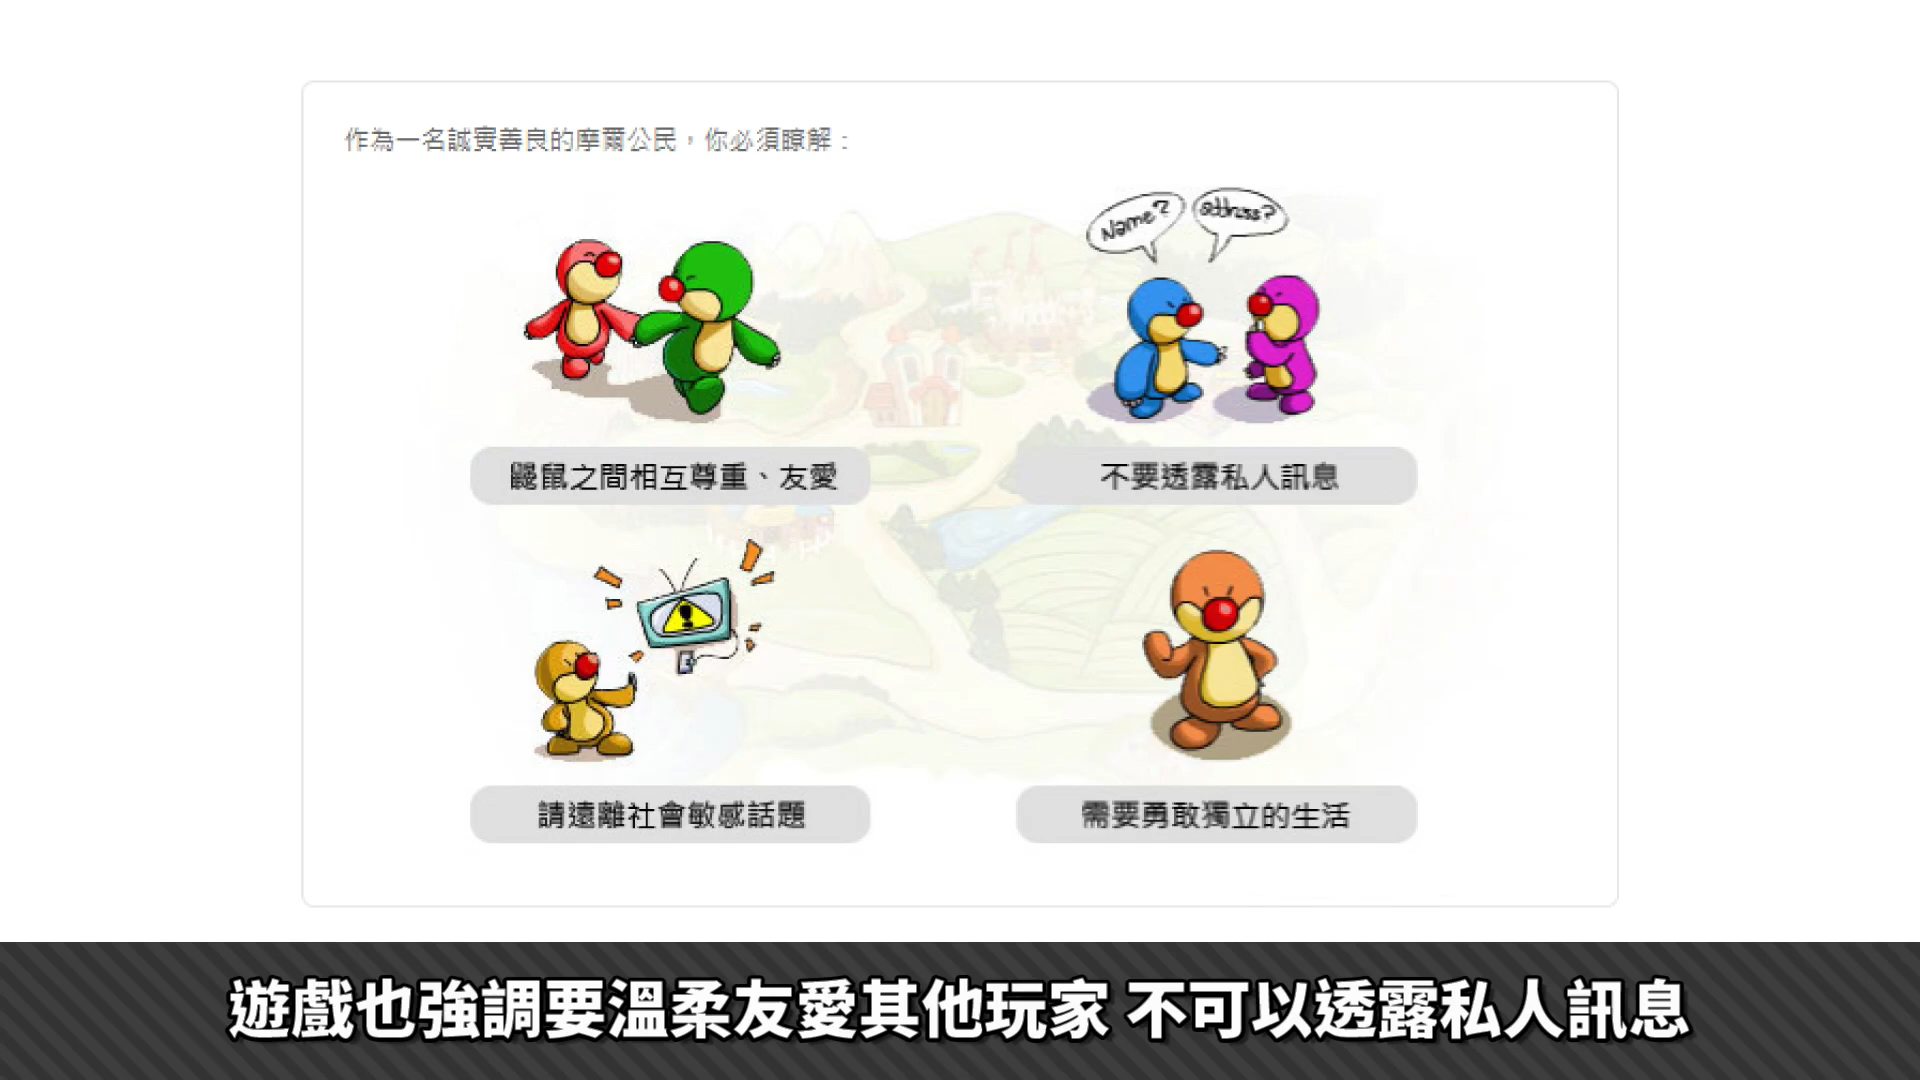 作為一名誠實善良的摩爾公民，你必須瞭解：
Name?
address?
鼴鼠之間相互尊重、友愛
不要透露私人訊息
請遠離社會敏感話題
需要勇敢獨立的生活
遊戲也強調要溫柔友愛其他玩家 不可以透露私人訊息